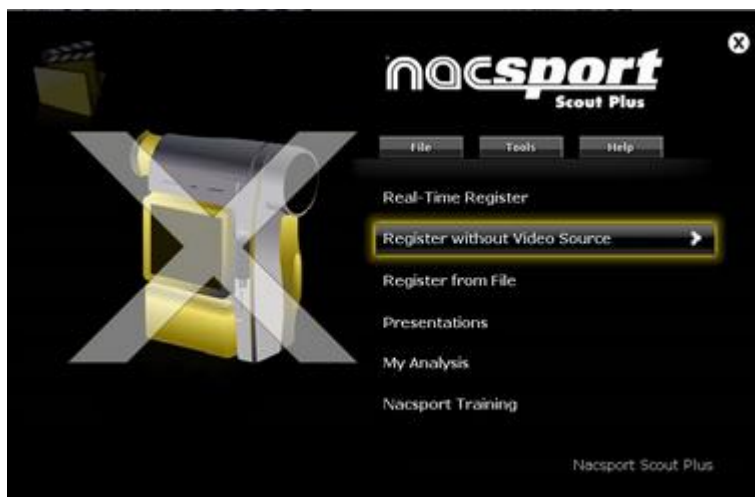 nacsport
Scout Plus
File Tools Help
Real-Time Register
Register without Video Source
Register from File
Presentations
My Analysis
Nacsport Training
Nacsport Scout Plus